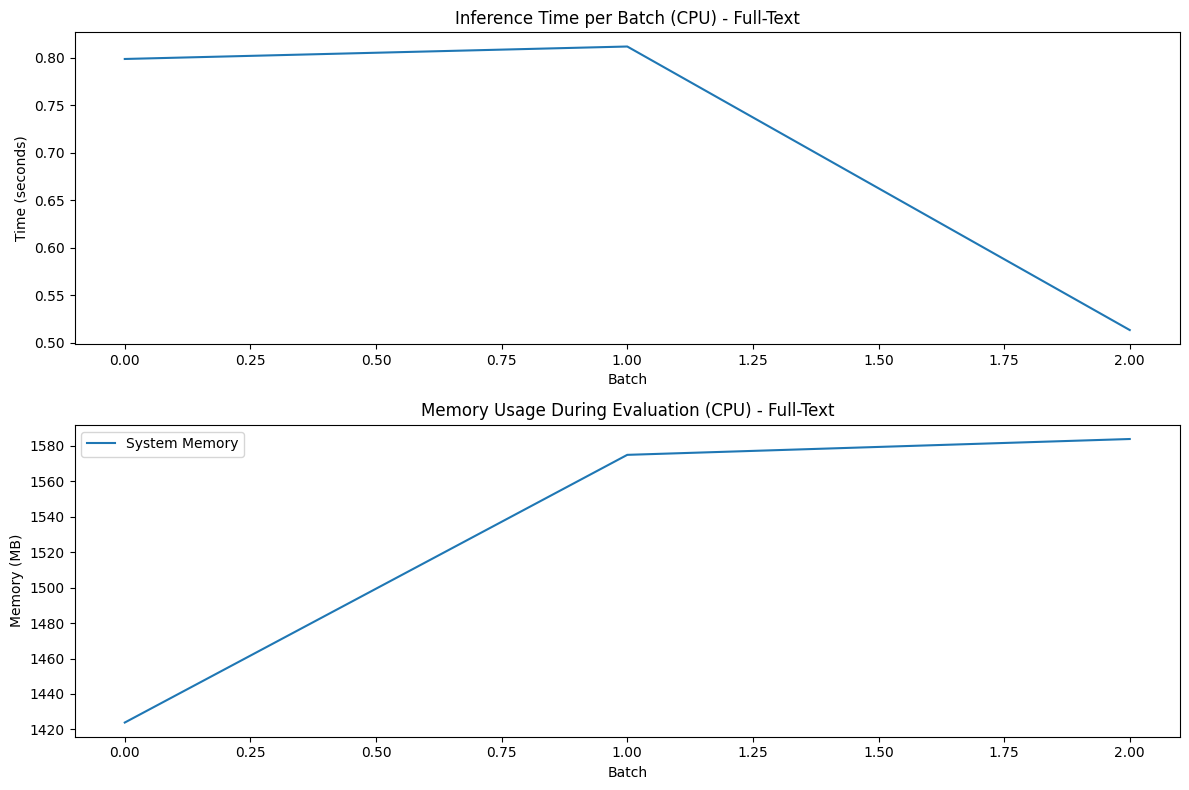 Inference Time per Batch (CPU) - Full-Text
Time (seconds)
0.80
0.75
0.70
0.65
0.60
0.55
0.50
0.00 0.25 0.50 0.75 1.00 1.25 1.50 1.75 2.00
Batch
Memory Usage During Evaluation (CPU) - Full-Text
System Memory
Memory (MB)
1580
1560
1540
1520
1500
1480
1460
1440
1420
0.00 0.25 0.50 0.75 1.00 1.25 1.50 1.75 2.00
Batch